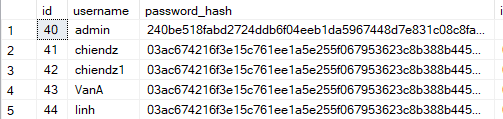 id username password_hash i
1 40 admin 240be518fabd2724ddb6f04eeb1da5967448d7e831c08c8fa...
2 41 chiendz 03ac674216f3e15c761ee1a5e255f067953623c8b388b445...
3 42 chiendz1 03ac674216f3e15c761ee1a5e255f067953623c8b388b445...
4 43 VanA 03ac674216f3e15c761ee1a5e255f067953623c8b388b445...
5 44 linh 03ac674216f3e15c761ee1a5e255f067953623c8b388b445...